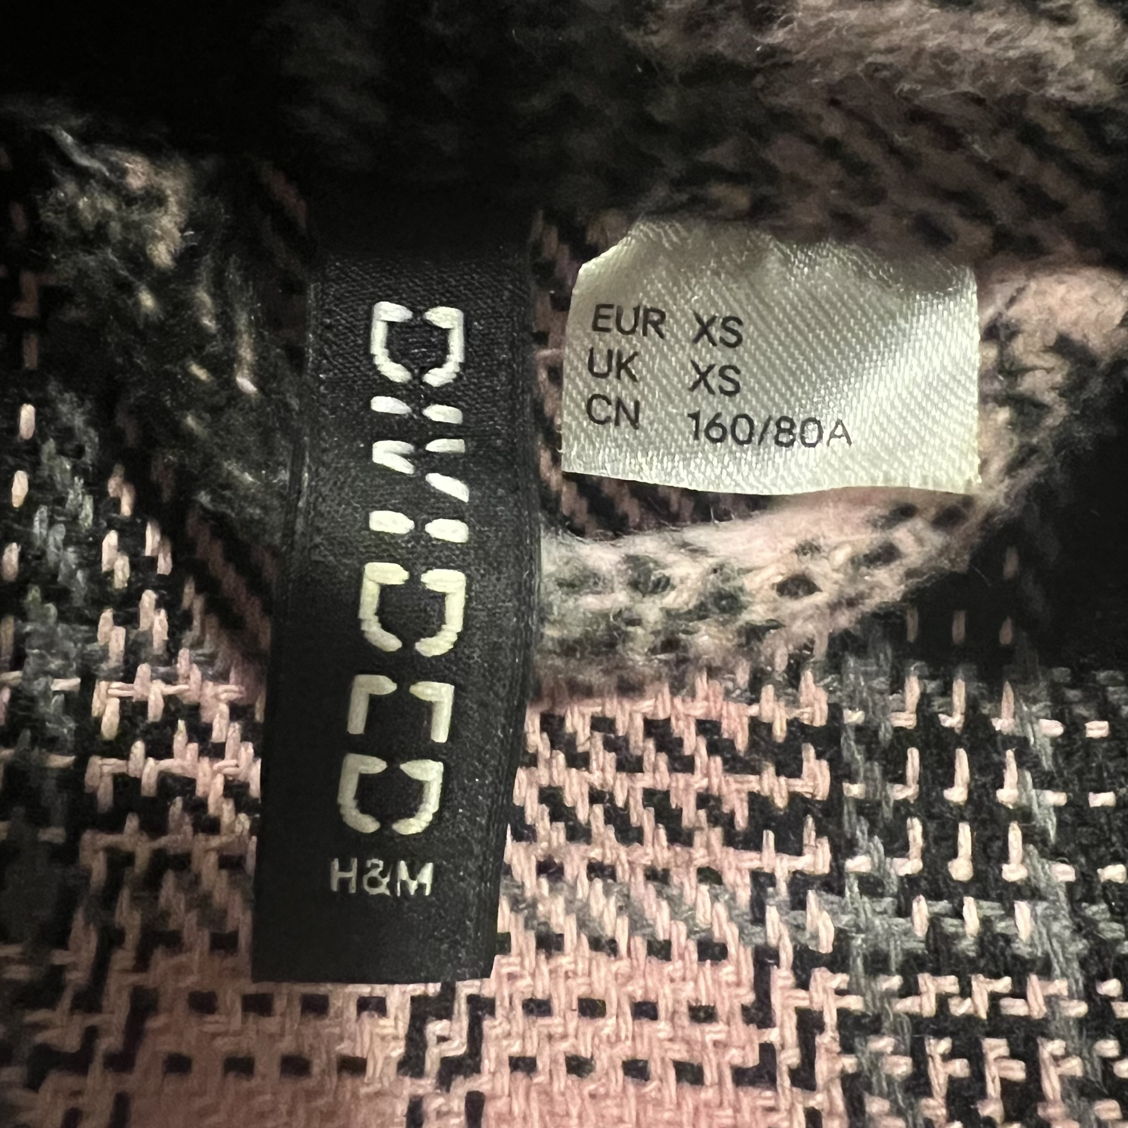 DIVIDED
H&M
EUR XS
UK XS
CN 160/80A